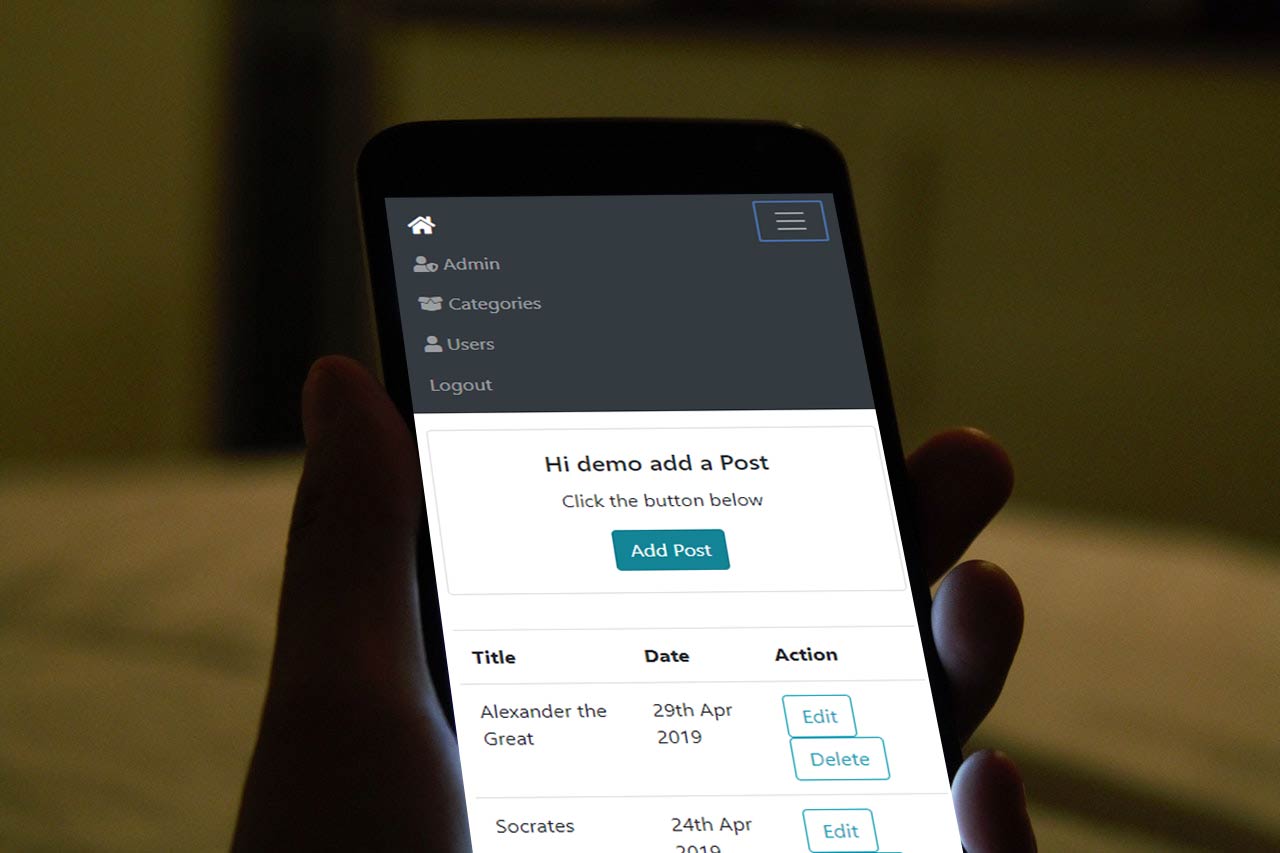 Admin
Categories
Users
Logout
Hi demo add a Post
Click the button below
Add Post
Title Date Action
Alexander the 29th Apr Edit
Great 2019
Delete
Socrates 24th Apr Edit
2019